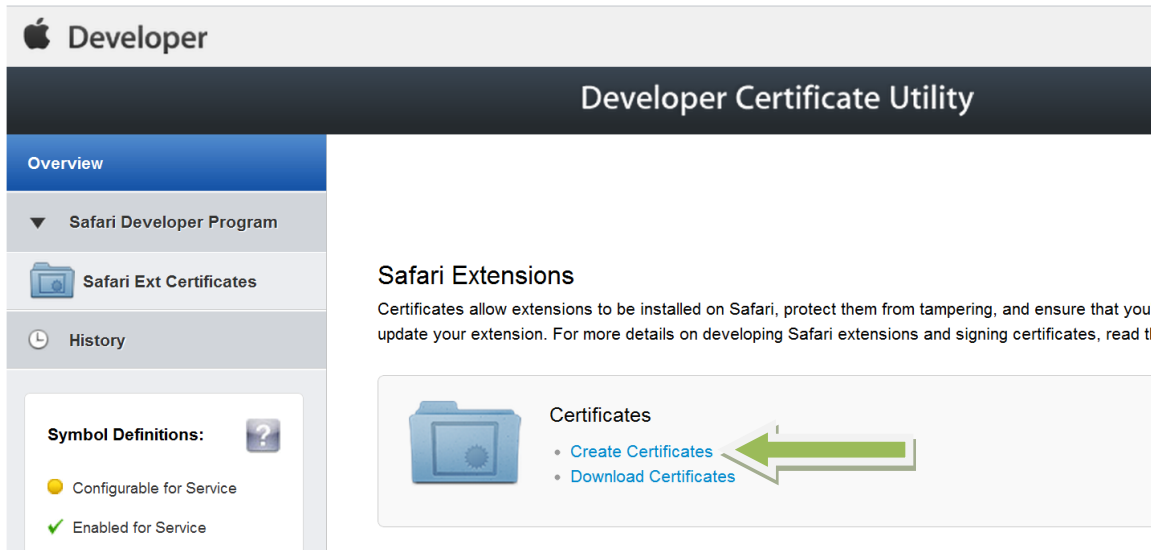 Developer
Developer Certificate Utility
Overview
Safari Developer Program
Safari Ext Certificates
History
Symbol Definitions:
?
Configurable for Service
Enabled for Service
Safari Extensions
Certificates allow extensions to be installed on Safari, protect them from tampering, and ensure that you
update your extension. For more details on developing Safari extensions and signing certificates, read
Certificates
Create Certificates
Download Certificates